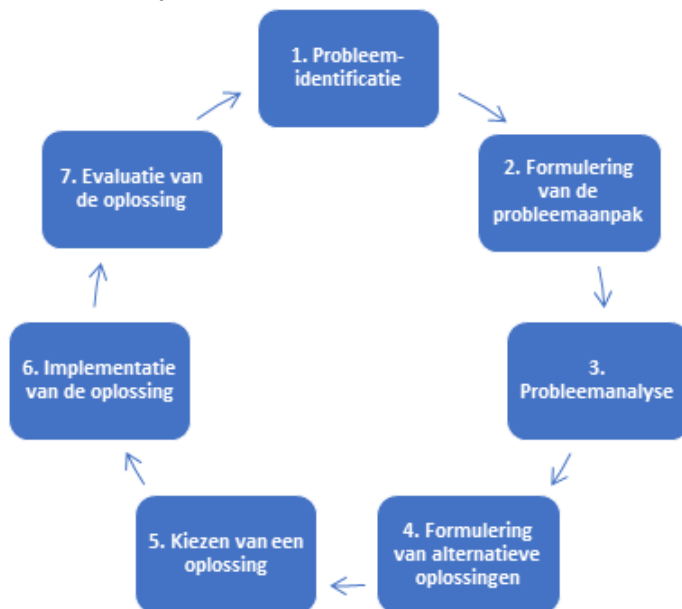 1. Probleem-
identificatie
2. Formulering
van de
probleemaanpak
3.
Probleemanalyse
4. Formulering
van alternatieve
oplossingen
5. Kiezen van een
oplossing
6. Implementatie
van de oplossing
7. Evaluatie van
de oplossing